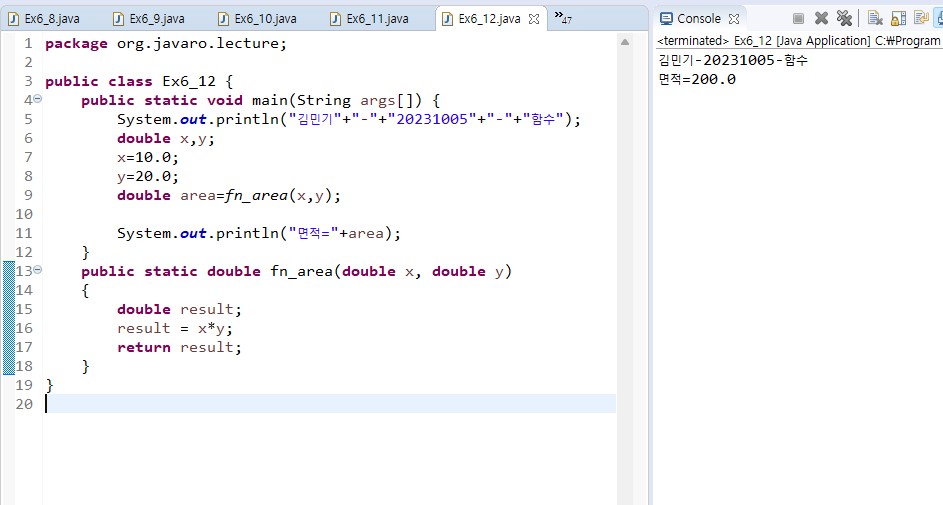 Ex6_8.java Ex6_9.java Ex6_10.java Ex6_11.java Ex6_12.java »47
1 package org.javaro.lecture;
2
3 public class Ex6_12 {
4 public static void main(String args[]) {
5 System.out.println("김민기"+"-"+"20231005"+"-"+"함수");
6 double x,y;
7 x=10.0;
8 y=20.0;
9 double area=fn_area(x,y);
10
11 System.out.println("면적="+area);
12 }
13 public static double fn_area(double x, double y)
14 {
15 double result;
16 result = x*y;
17 return result;
18 }
19 }
20
Console
<terminated> Ex6_12 [Java Application] C:₩Program
김민기-20231005-함수
면적=200.0